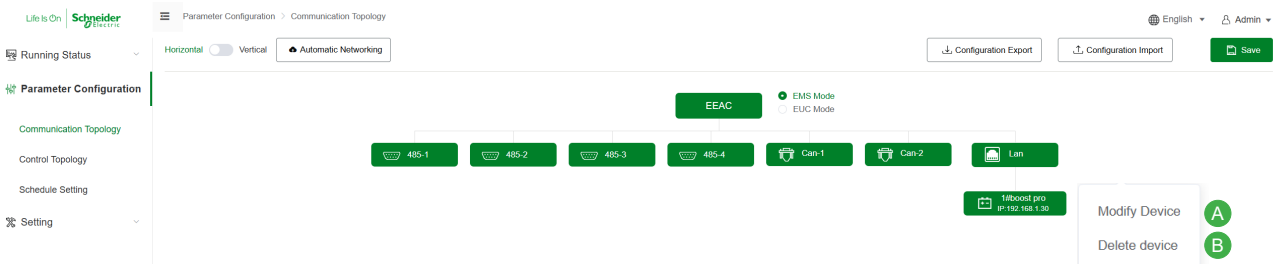 Life Is On | Schneider Electric
Parameter Configuration > Communication Topology
English
Admin
Running Status
Horizontal
Vertical
Automatic Networking
Configuration Export
Configuration Import
Save
Parameter Configuration
EEAC
EMS Mode
EUC Mode
Communication Topology
485-1
485-2
485-3
485-4
Can-1
Can-2
Lan
Control Topology
Schedule Setting
1#boost pro
IP:192.168.1.30
Modify Device
A
Setting
Delete device
B